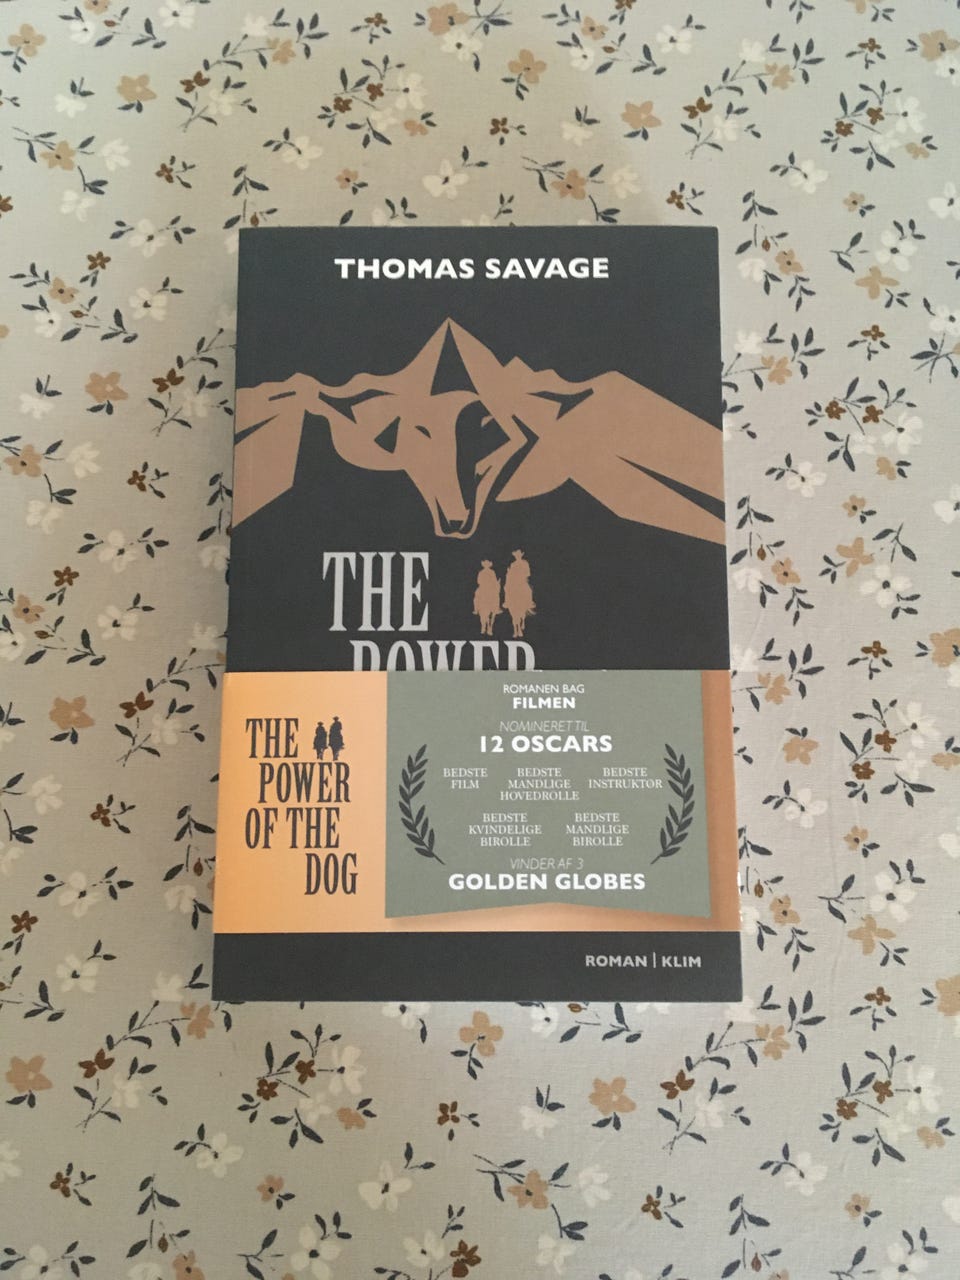 THOMAS SAVAGE
THE
POWER
THE
POWER
OF THE
DOG
ROMANEN BAG
FILMEN
NOMINERET TIL
12 OSCARS
BEDSTE
FILM
BEDSTE
MANDLIGE
HOVEDROLLE
BEDSTE
INSTRUKTØR
BEDSTE
KVINDELIGE
BIROLLE
BEDSTE
MANDLIGE
BIROLLE
VINDER AF 3
GOLDEN GLOBES
ROMAN | KLIM